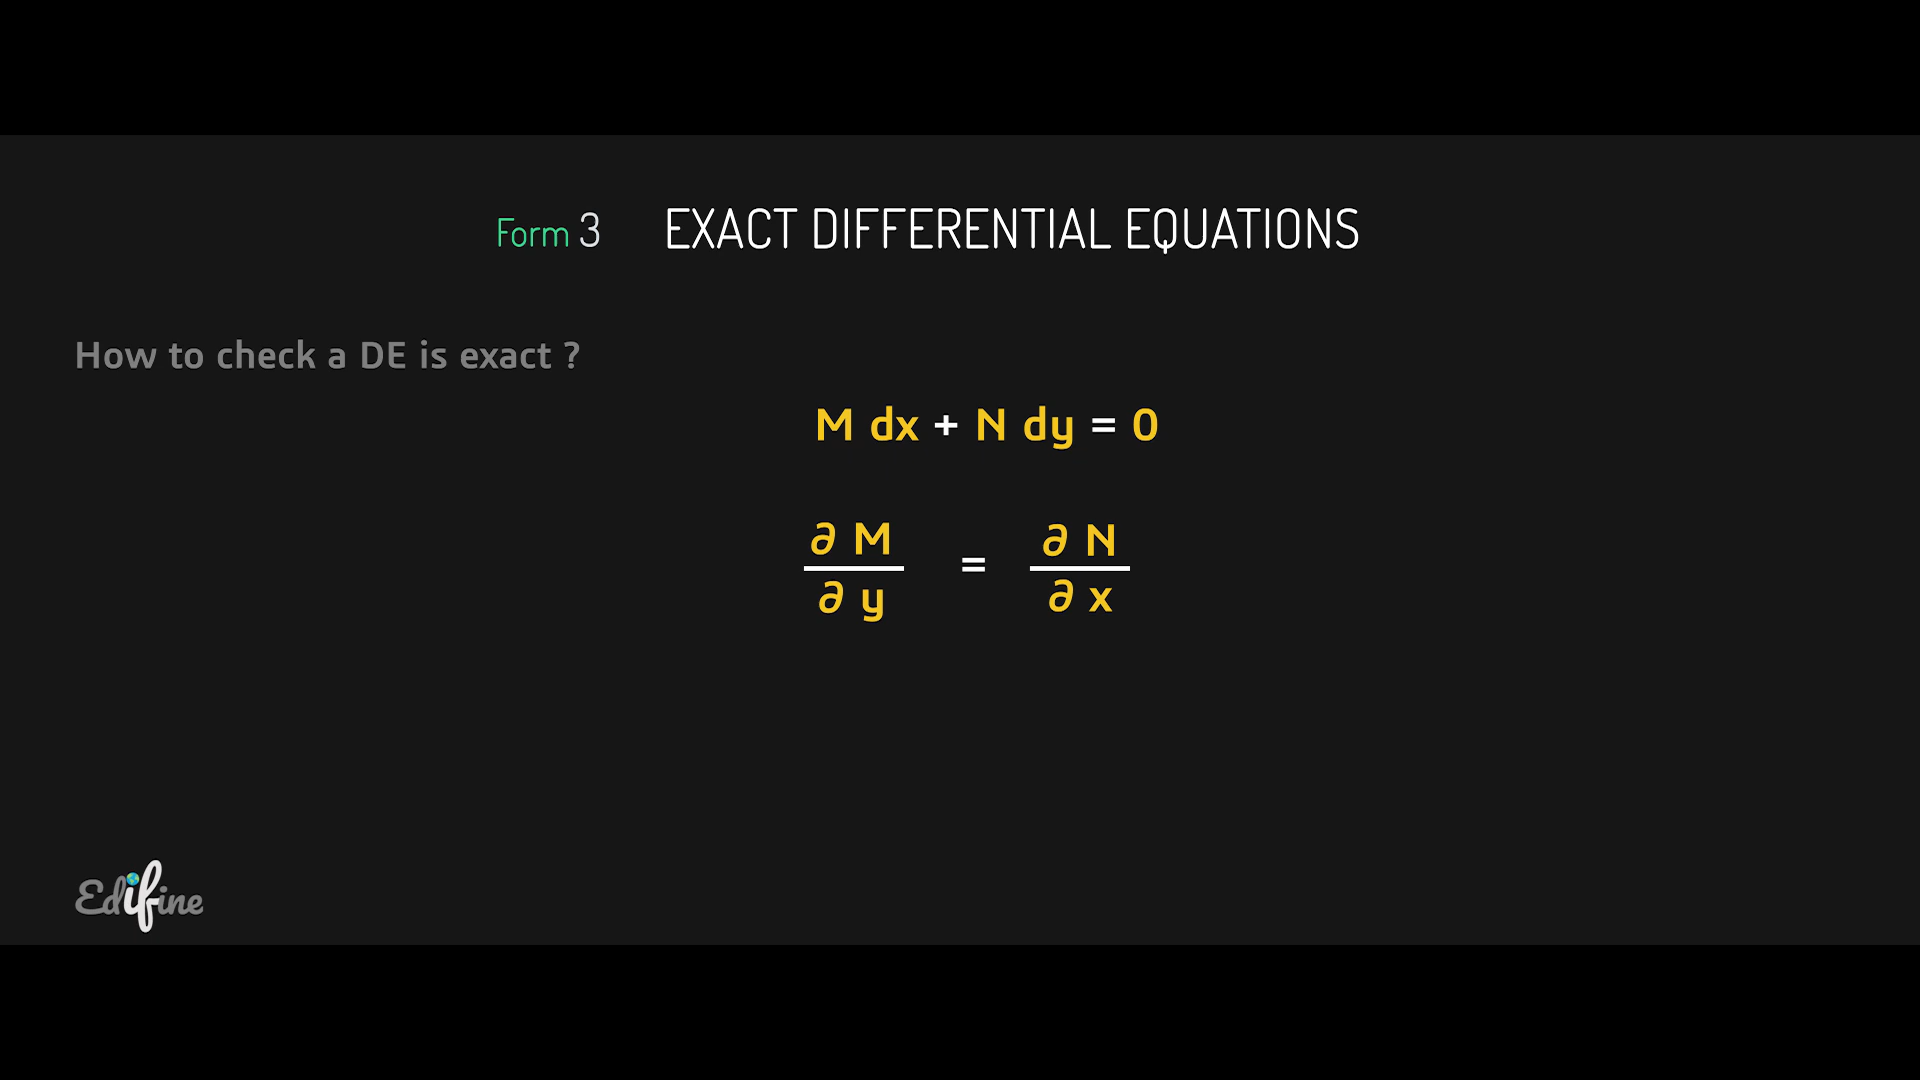 Form 3 EXACT DIFFERENTIAL EQUATIONS
How to check a DE is exact ?
M dx + N dy = 0
∂ M / ∂ y = ∂ N / ∂ x
Edifine